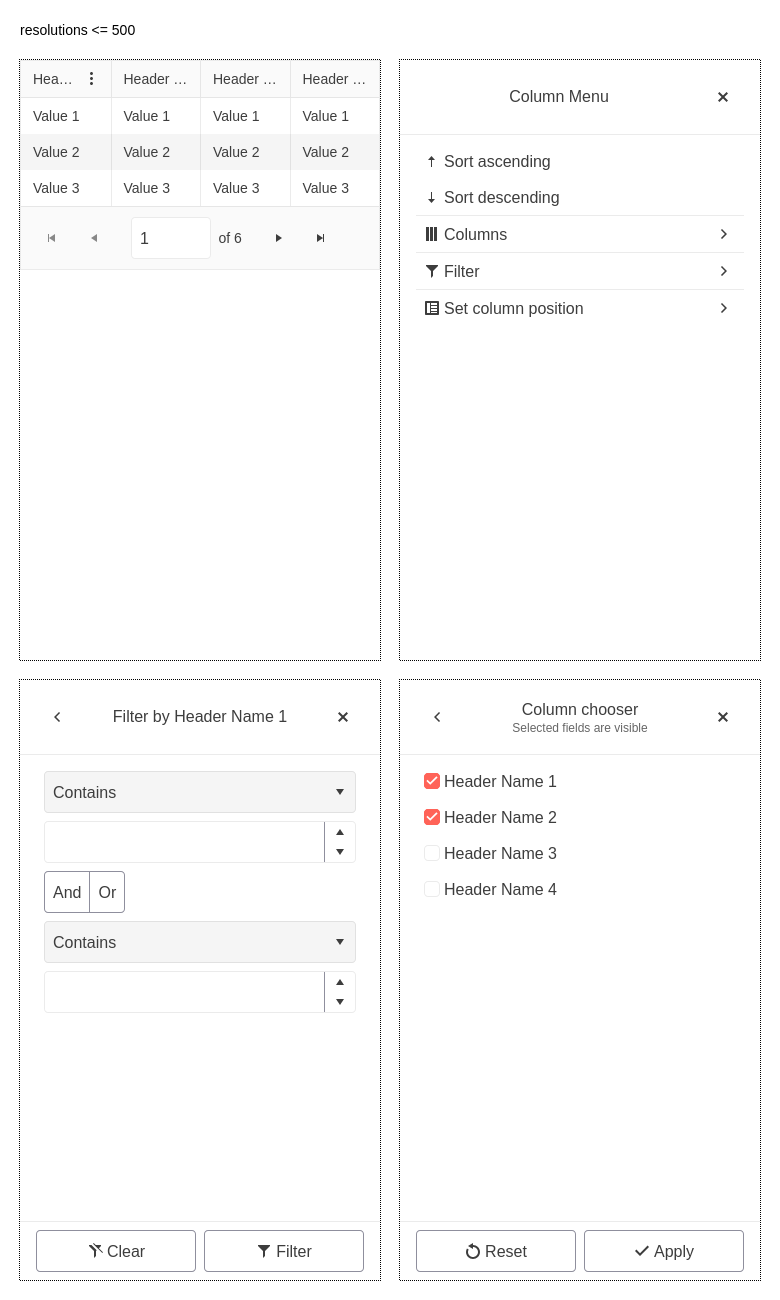 resolutions <= 500
Hea… Header … Header … Header …
Value 1 Value 1 Value 1 Value 1
Value 2 Value 2 Value 2 Value 2
Value 3 Value 3 Value 3 Value 3
1 of 6
Column Menu
Sort ascending
Sort descending
Columns
Filter
Set column position
Filter by Header Name 1
Contains
And Or
Contains
Clear Filter
Column chooser
Selected fields are visible
Header Name 1
Header Name 2
Header Name 3
Header Name 4
Reset Apply